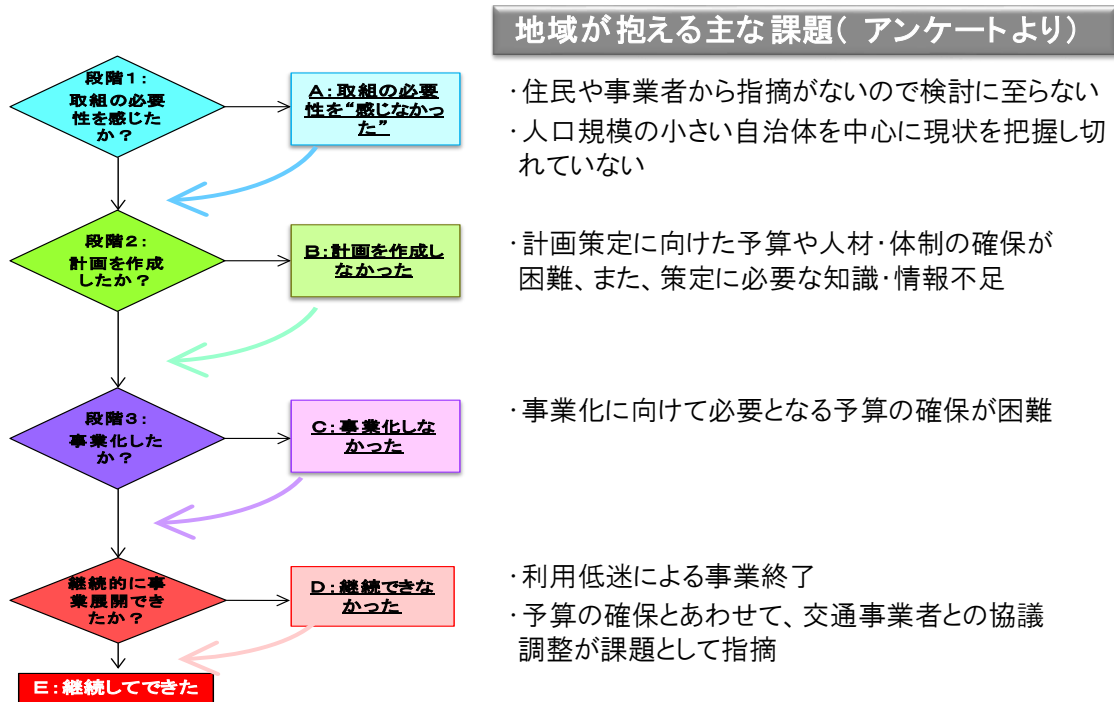 地域が抱える主な課題( アンケートより)
段階1:
取組の必要
性を感じた
か?
A:取組の必要
性を“感じなかっ
た”
・住民や事業者から指摘がないので検討に至らない
・人口規模の小さい自治体を中心に現状を把握し切
れていない
段階2:
計画を作成
したか?
B:計画を作成し
なかった
・計画策定に向けた予算や人材・体制の確保が
困難、また、策定に必要な知識・情報不足
段階3:
事業化した
か?
C:事業化しな
かった
・事業化に向けて必要となる予算の確保が困難
継続的に事
業展開でき
たか?
D:継続できな
かった
・利用低迷による事業終了
・予算の確保とあわせて、交通事業者との協議
調整が課題として指摘
E:継続してできた